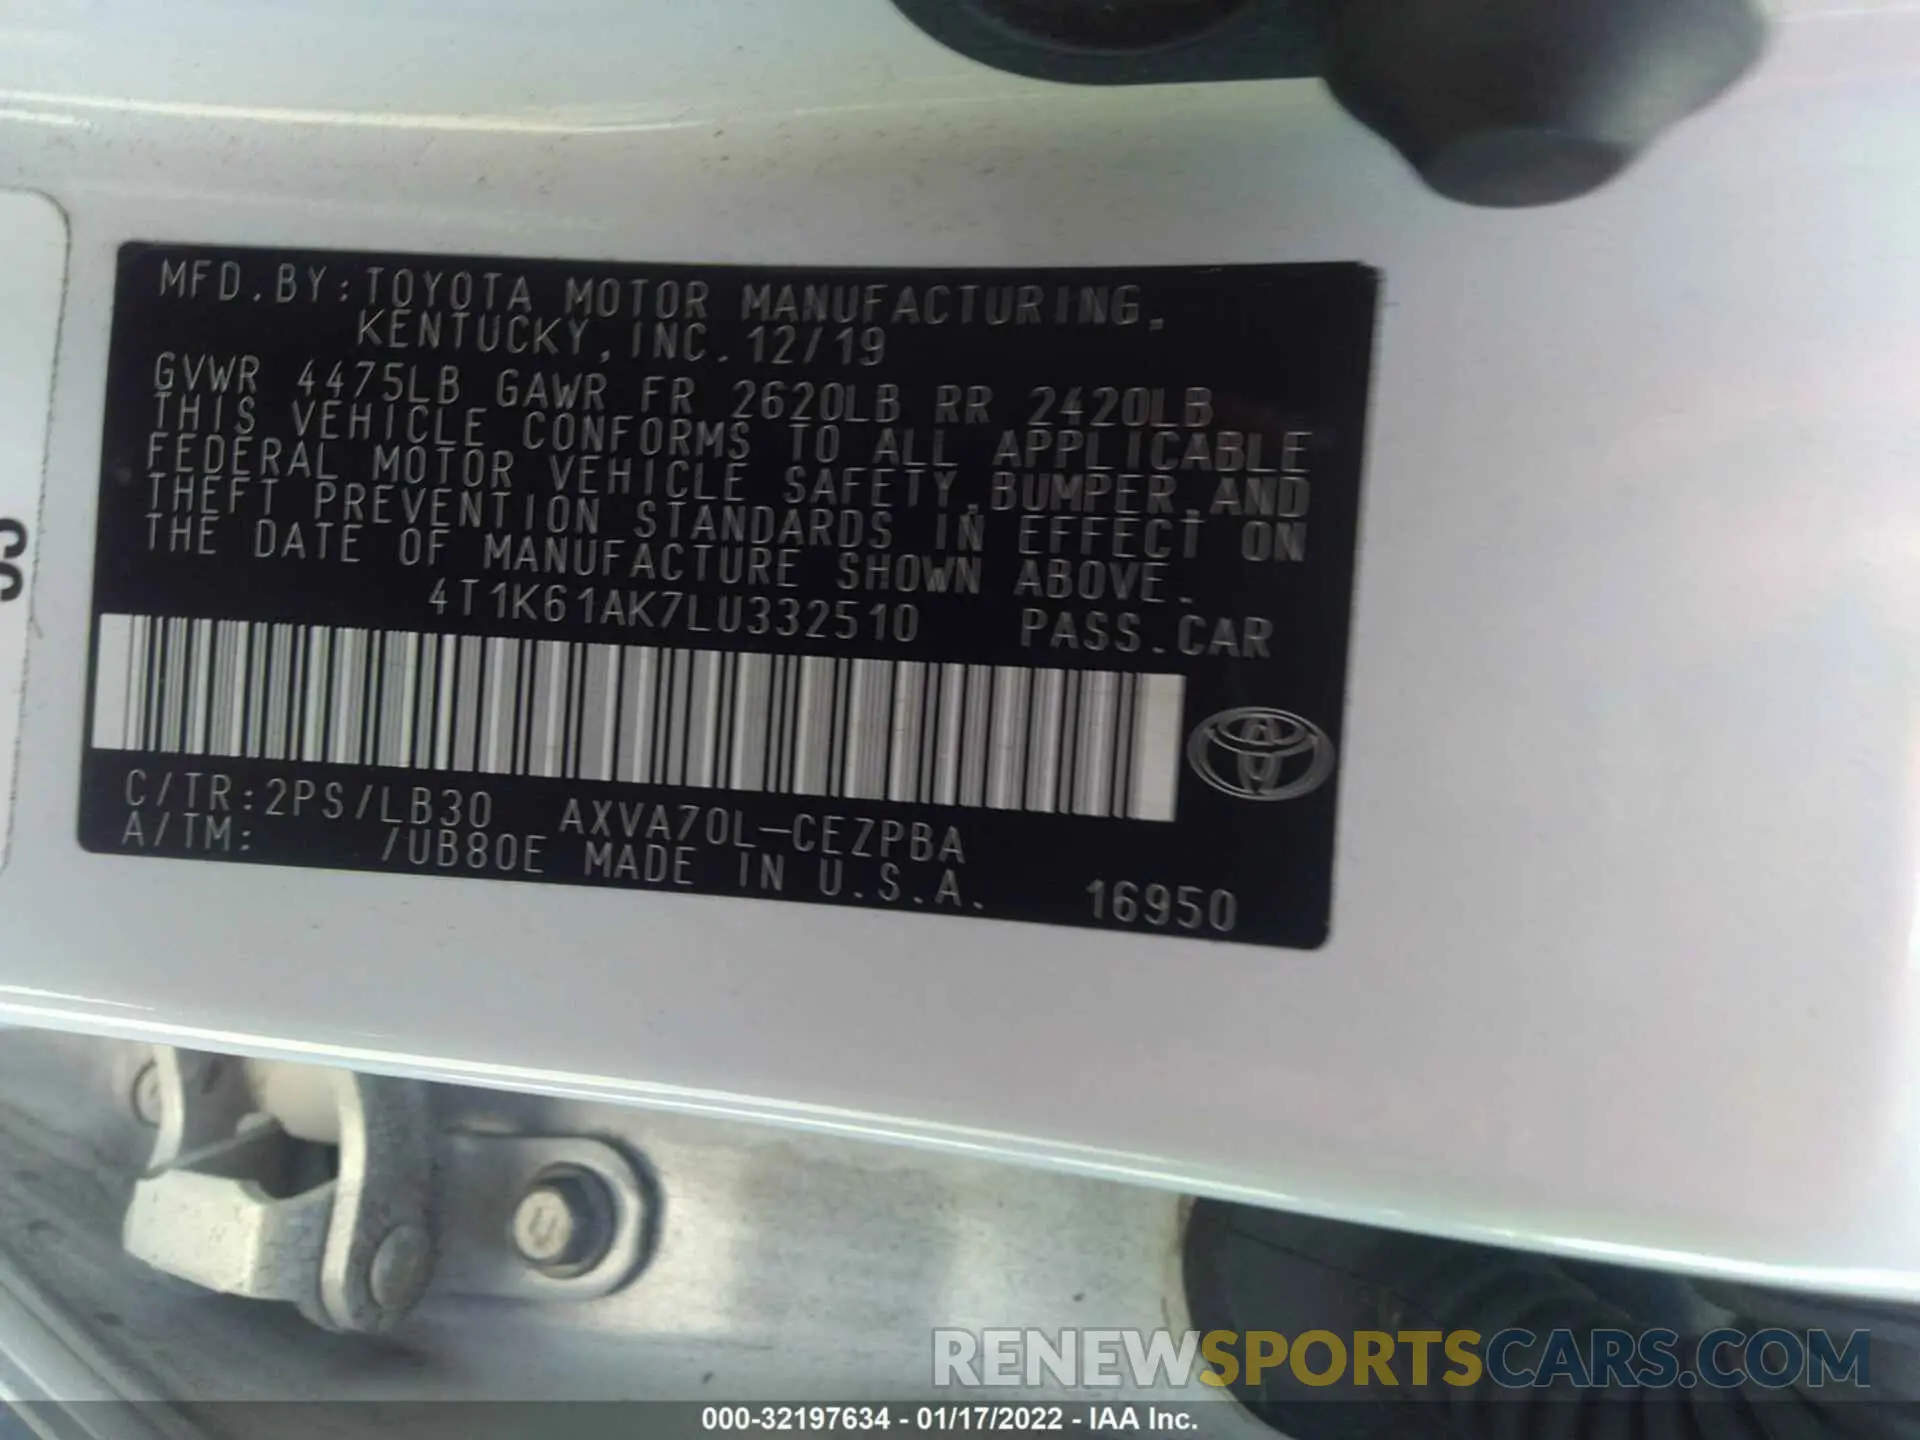 MFD.BY:TOYOTA MOTOR MANUFACTURING,
KENTUCKY,INC.12/19
GVWR 4475LB GAWR FR 2620LB RR 2420LB
THIS VEHICLE CONFORMS TO ALL APPLICABLE
FEDERAL MOTOR VEHICLE SAFETY,BUMPER,AND
THEFT PREVENTION STANDARDS IN EFFECT ON
THE DATE OF MANUFACTURE SHOWN ABOVE.
4T1K61AK7LU332510 PASS.CAR
C/TR:2PS/LB30 AXVA70L-CEZPBA
A/TM: /UB80E MADE IN U.S.A. 16950
RENEWSPORTSCARS.COM
000-32197634 - 01/17/2022 - IAA Inc.